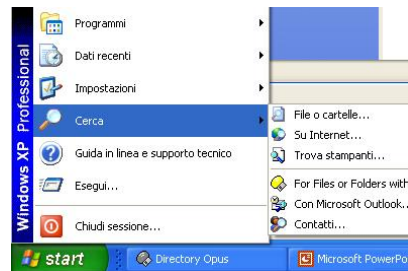 Programmi
Dati recenti
Impostazioni
Cerca
Guida in linea e supporto tecnico
Esegui...
Chiudi sessione...
Windows XP Professional
File o cartelle...
Su Internet...
Trova stampanti...
For Files or Folders with
Con Microsoft Outlook...
Contatti...
start
Directory Opus
Microsoft PowerPo